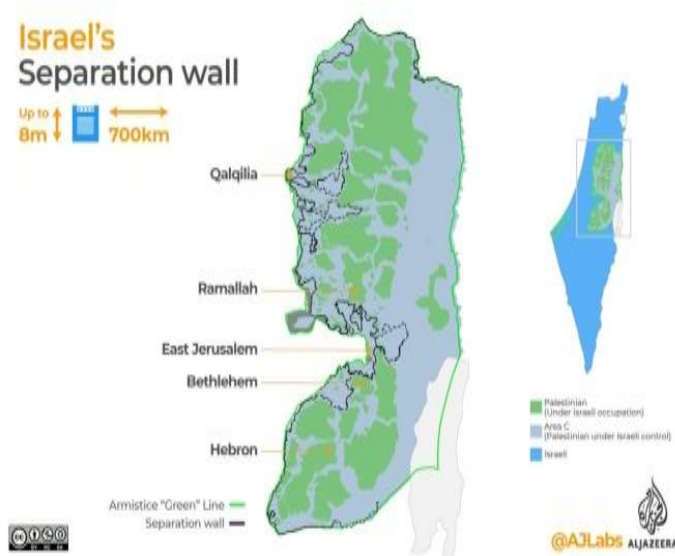 Israel's
Separation wall
Up to
8m
700km
Qalqilia
Ramallah
East Jerusalem
Bethlehem
Hebron
Armistice "Green" Line
Separation wall
Palestinian
(Under Israeli occupation)
Area C
(Palestinian under Israeli control)
Israeli
@AJLabs
ALJAZEERA